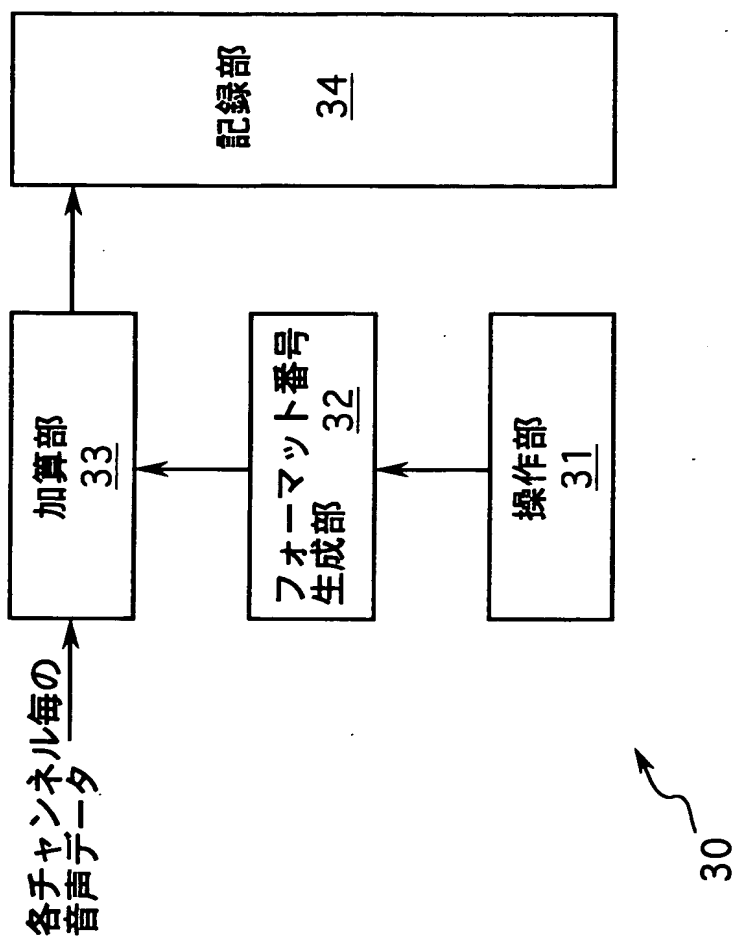 各チャンネル毎の
音声データ
加算部
33
フォーマット番号
生成部 32
操作部
31
記録部
34
30